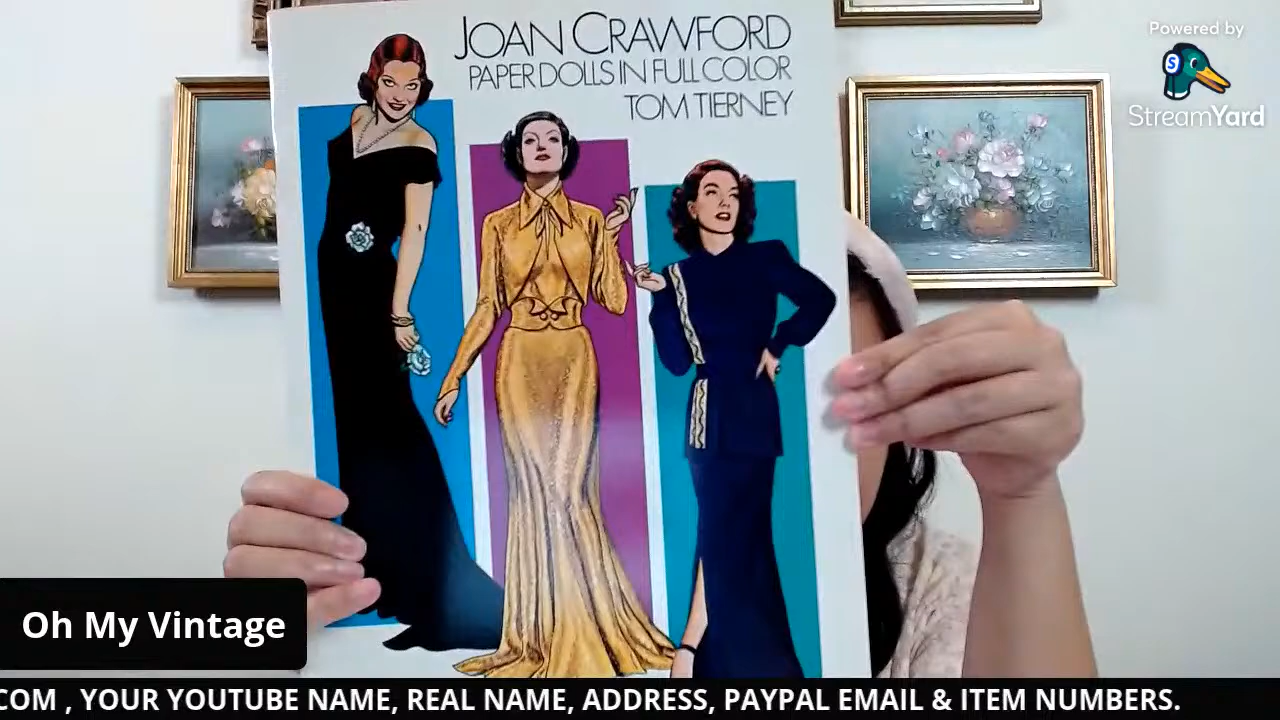 JOAN CRAWFORD
PAPER DOLLS IN FULL COLOR
TOM TIERNEY
Powered by
S
StreamYard
Oh My Vintage
COM , YOUR YOUTUBE NAME, REAL NAME, ADDRESS, PAYPAL EMAIL & ITEM NUMBERS.